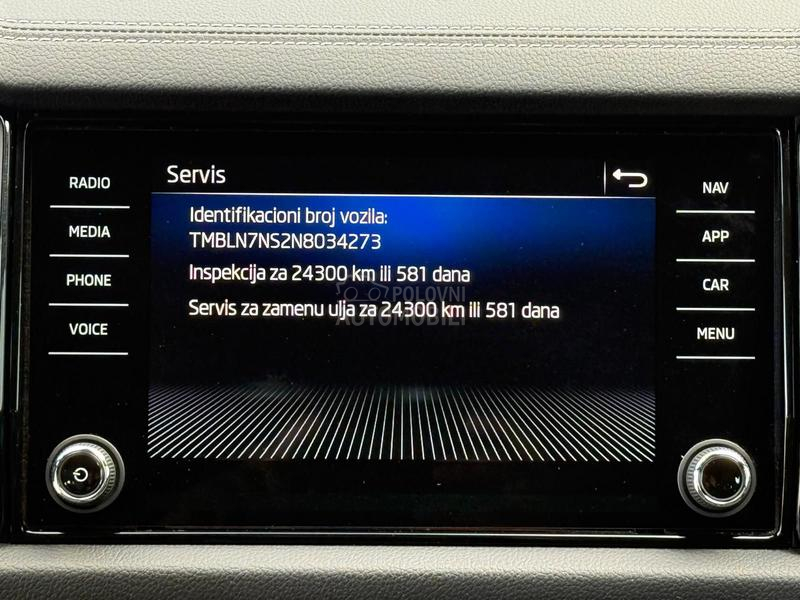 RADIO
MEDIA
PHONE
VOICE
Servis
Identifikacioni broj vozila:
TMBLN7NS2N8034273
Inspekcija za 24300 km ili 581 dana
Servis za zamenu ulja za 24300 km ili 581 dana
POLOVNI
AUTOMOBILI
NAV
APP
CAR
MENU